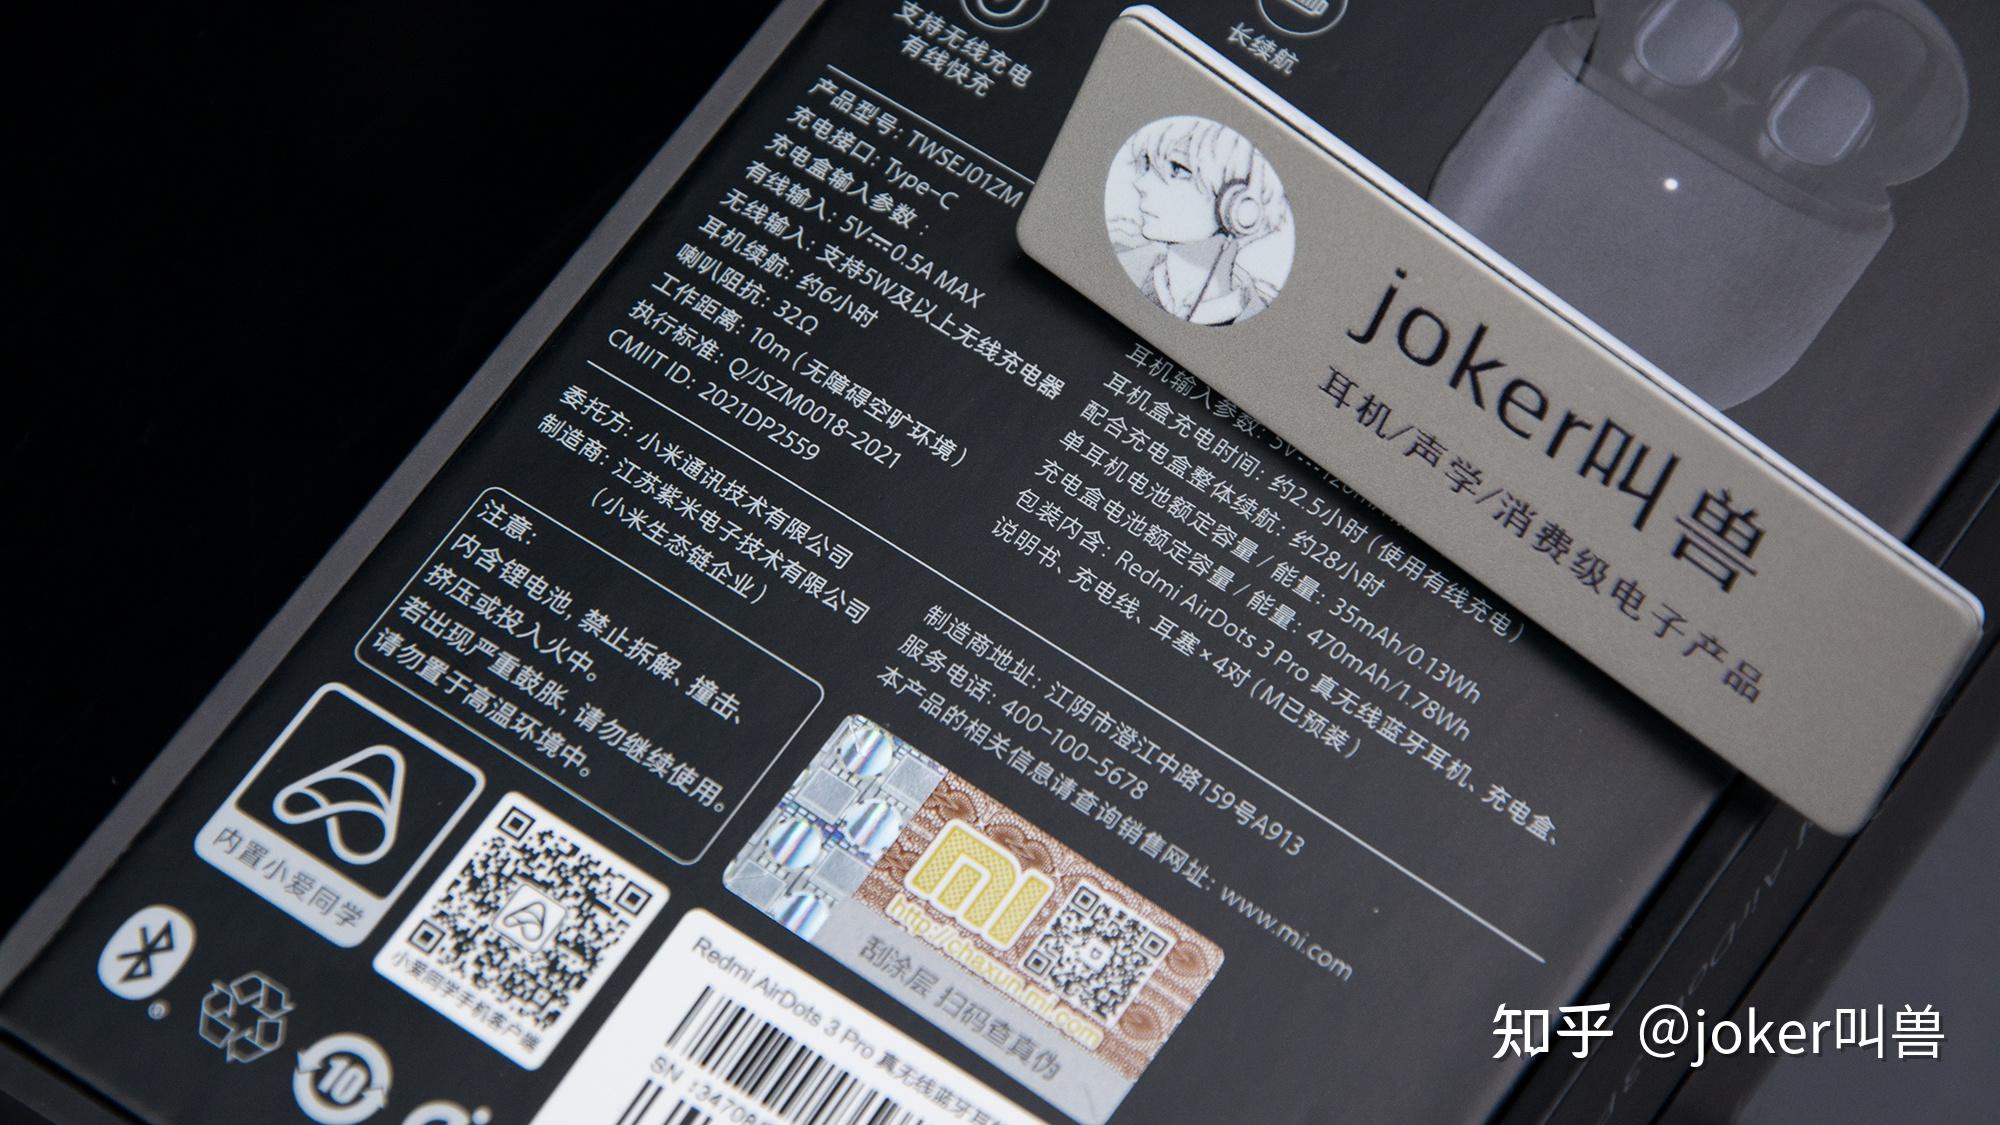 支持无线充电
有线快充
长续航
产品型号: TWSEJ01ZM
充电接口: Type-C
充电盒输入参数:
有线输入: 5V⎓0.5A MAX
无线输入: 支持5W及以上无线充电器
耳机续航: 约6小时
喇叭阻抗: 32Ω
工作距离: 10m (无障碍空旷环境)
执行标准: Q/JSZM0018-2021
CMIIT ID: 2021DP2559
耳机输入参数: 5V
耳机盒充电时间: 约2.5小时 (使用有线充电)
配合充电盒整体续航: 约28小时
单耳机电池额定容量 / 能量: 35mAh/0.13Wh
充电盒电池额定容量 / 能量: 470mAh/1.78Wh
包装内含: Redmi AirDots 3 Pro 真无线蓝牙耳机、充电盒、
说明书、充电线、耳塞×4对 (M已预装)
委托方: 小米通讯技术有限公司
制造商: 江苏紫米电子技术有限公司
(小米生态链企业)
制造商地址: 江阴市澄江中路159号A913
服务电话: 400-100-5678
本产品的相关信息请查询销售网址: www.mi.com
注意:
内含锂电池, 禁止拆解、撞击、
挤压或投入火中。
若出现严重鼓胀, 请勿继续使用。
请勿置于高温环境中。
内置小爱同学
小爱同学手机客户端
mi
http://chaxun.mi.com
刮涂层 扫码查真伪
10
Redmi AirDots 3 Pro 真无线蓝牙耳
SN :34708
joker叫兽
耳机/声学/消费级电子产品
知乎 @joker叫兽